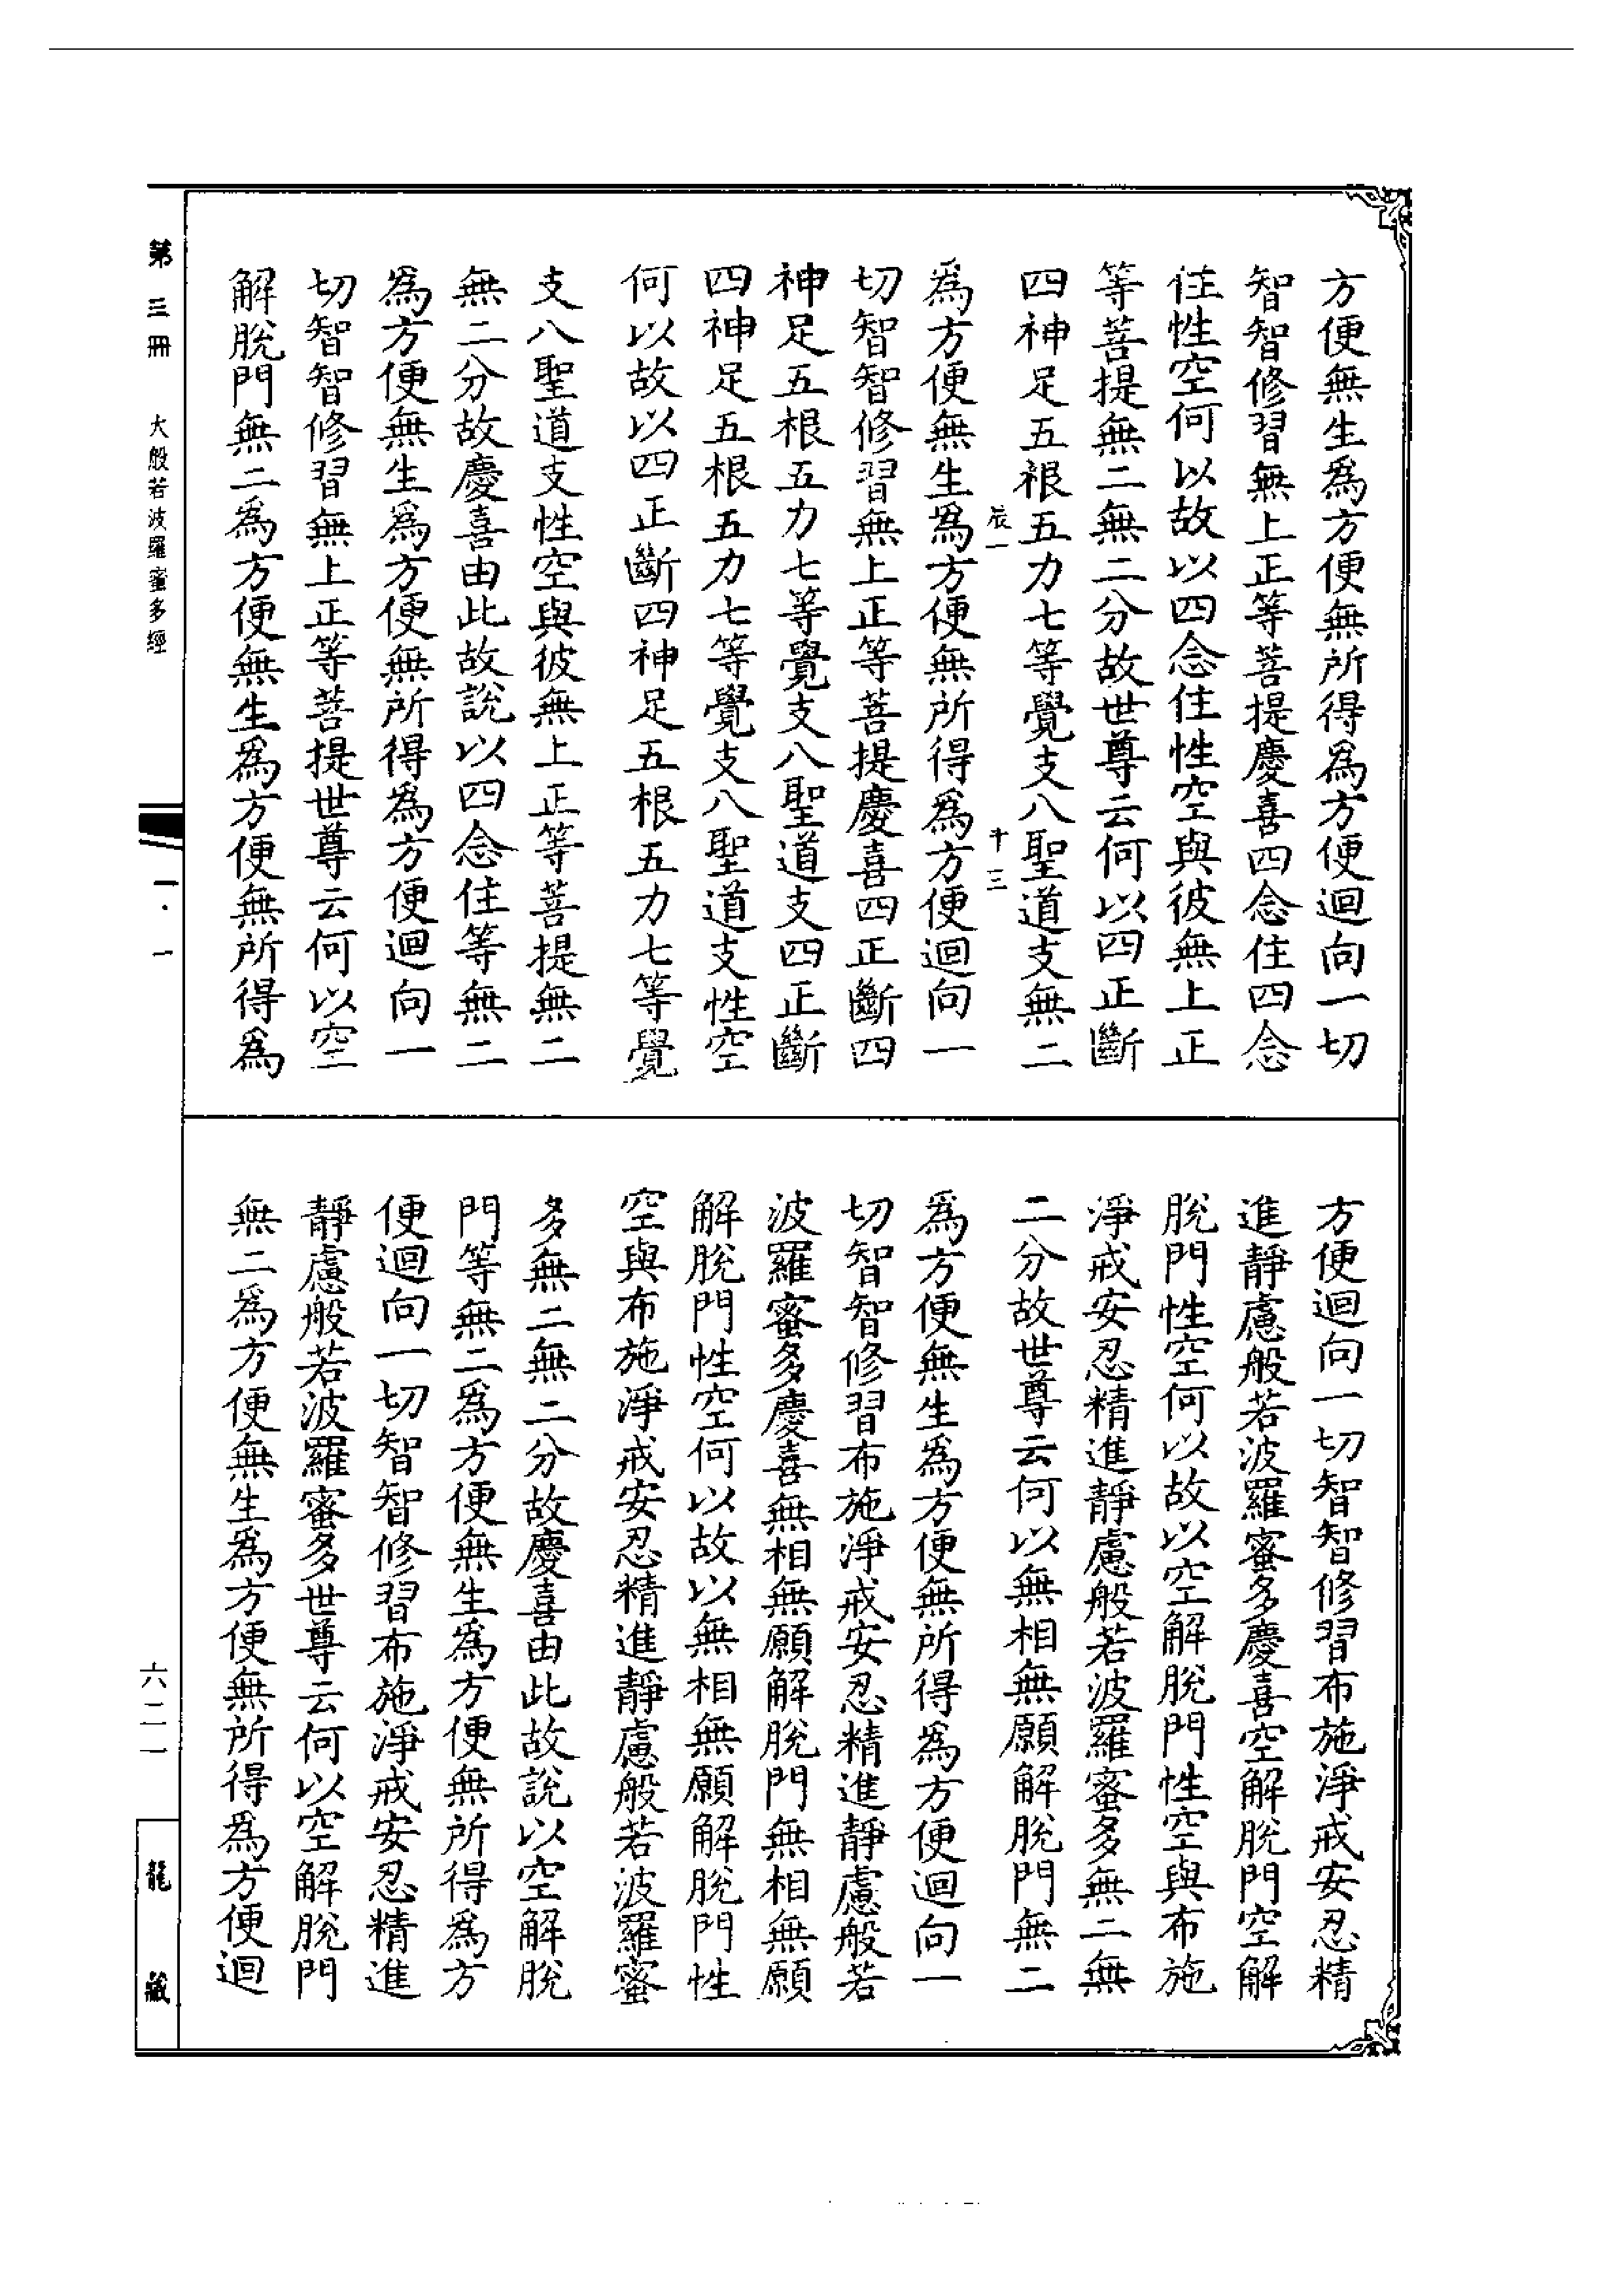 方便無生爲方便無所得爲方便迴向一切
智智修習無上正等菩提慶喜四念住四念
住性空何以故以四念住性空與彼無上正
等菩提無二無二分故世尊云何以四正斷
四神足五根五力七等覺支八聖道支無二
辰一 十三
爲方便無生爲方便無所得爲方便迴向一
切智智修習無上正等菩提慶喜四正斷四
神足五根五力七等覺支八聖道支四正斷
四神足五根五力七等覺支八聖道支性空
何以故以四正斷四神足五根五力七等覺
支八聖道支性空與彼無上正等菩提無二
無二分故慶喜由此故說以四念住等無二
爲方便無生爲方便無所得爲方便迴向一
切智智修習無上正等菩提世尊云何以空
解脫門無二爲方便無生爲方便無所得爲
方便迴向一切智智修習布施淨戒安忍精
進靜慮般若波羅蜜多慶喜空解脫門空解
脫門性空何以故以空解脫門性空與布施
淨戒安忍精進靜慮般若波羅蜜多無二無
二分故世尊云何以無相無願解脫門無二
爲方便無生爲方便無所得爲方便迴向一
切智智修習布施淨戒安忍精進靜慮般若
波羅蜜多慶喜無相無願解脫門無相無願
解脫門性空何以故以無相無願解脫門性
空與布施淨戒安忍精進靜慮般若波羅蜜
多無二無二分故慶喜由此故說以空解脫
門等無二爲方便無生爲方便無所得爲方
便迴向一切智智修習布施淨戒安忍精進
靜慮般若波羅蜜多世尊云何以空解脫門
無二爲方便無生爲方便無所得爲方便迴
第三冊 大般若波羅蜜多經 一·一 六二一 龍藏